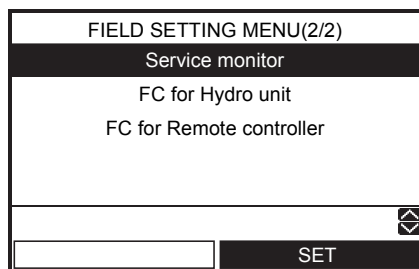 FIELD SETTING MENU(2/2)
Service monitor
FC for Hydro unit
FC for Remote controller
SET